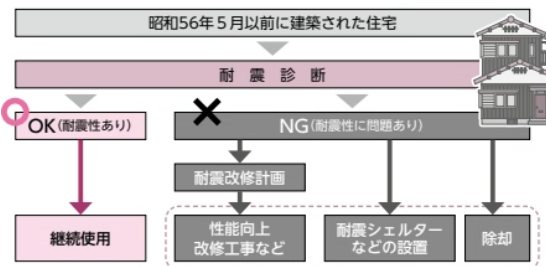 昭和56年5月以前に建築された住宅
耐震診断
OK(耐震性あり)
NG(耐震性に問題あり)
耐震改修計画
継続使用
性能向上
改修工事など
耐震シェルター
などの設置
除却